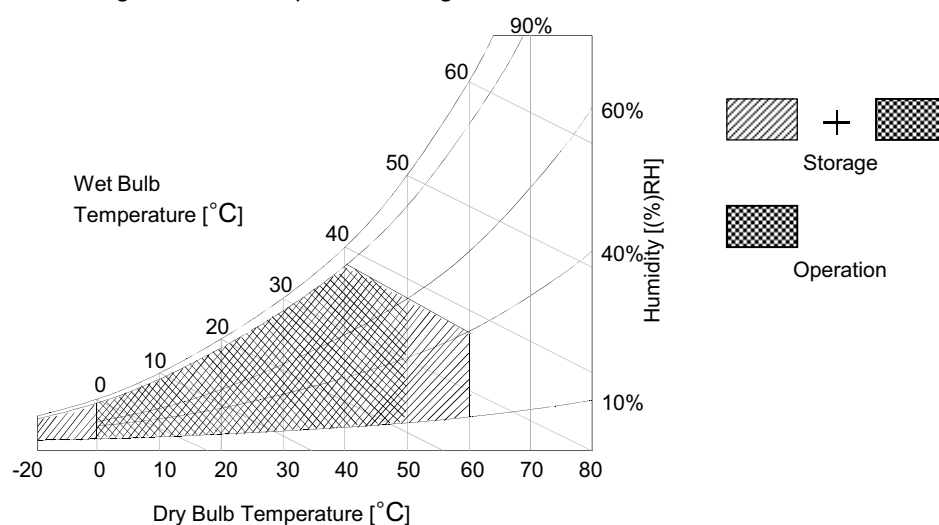 90%
60
60%
50
Wet Bulb
Temperature [°C]
Humidity [(%)RH]
Storage
40
40%
30
Operation
20
10
0
10%
-20 0 10 20 30 40 50 60 70 80
Dry Bulb Temperature [°C]